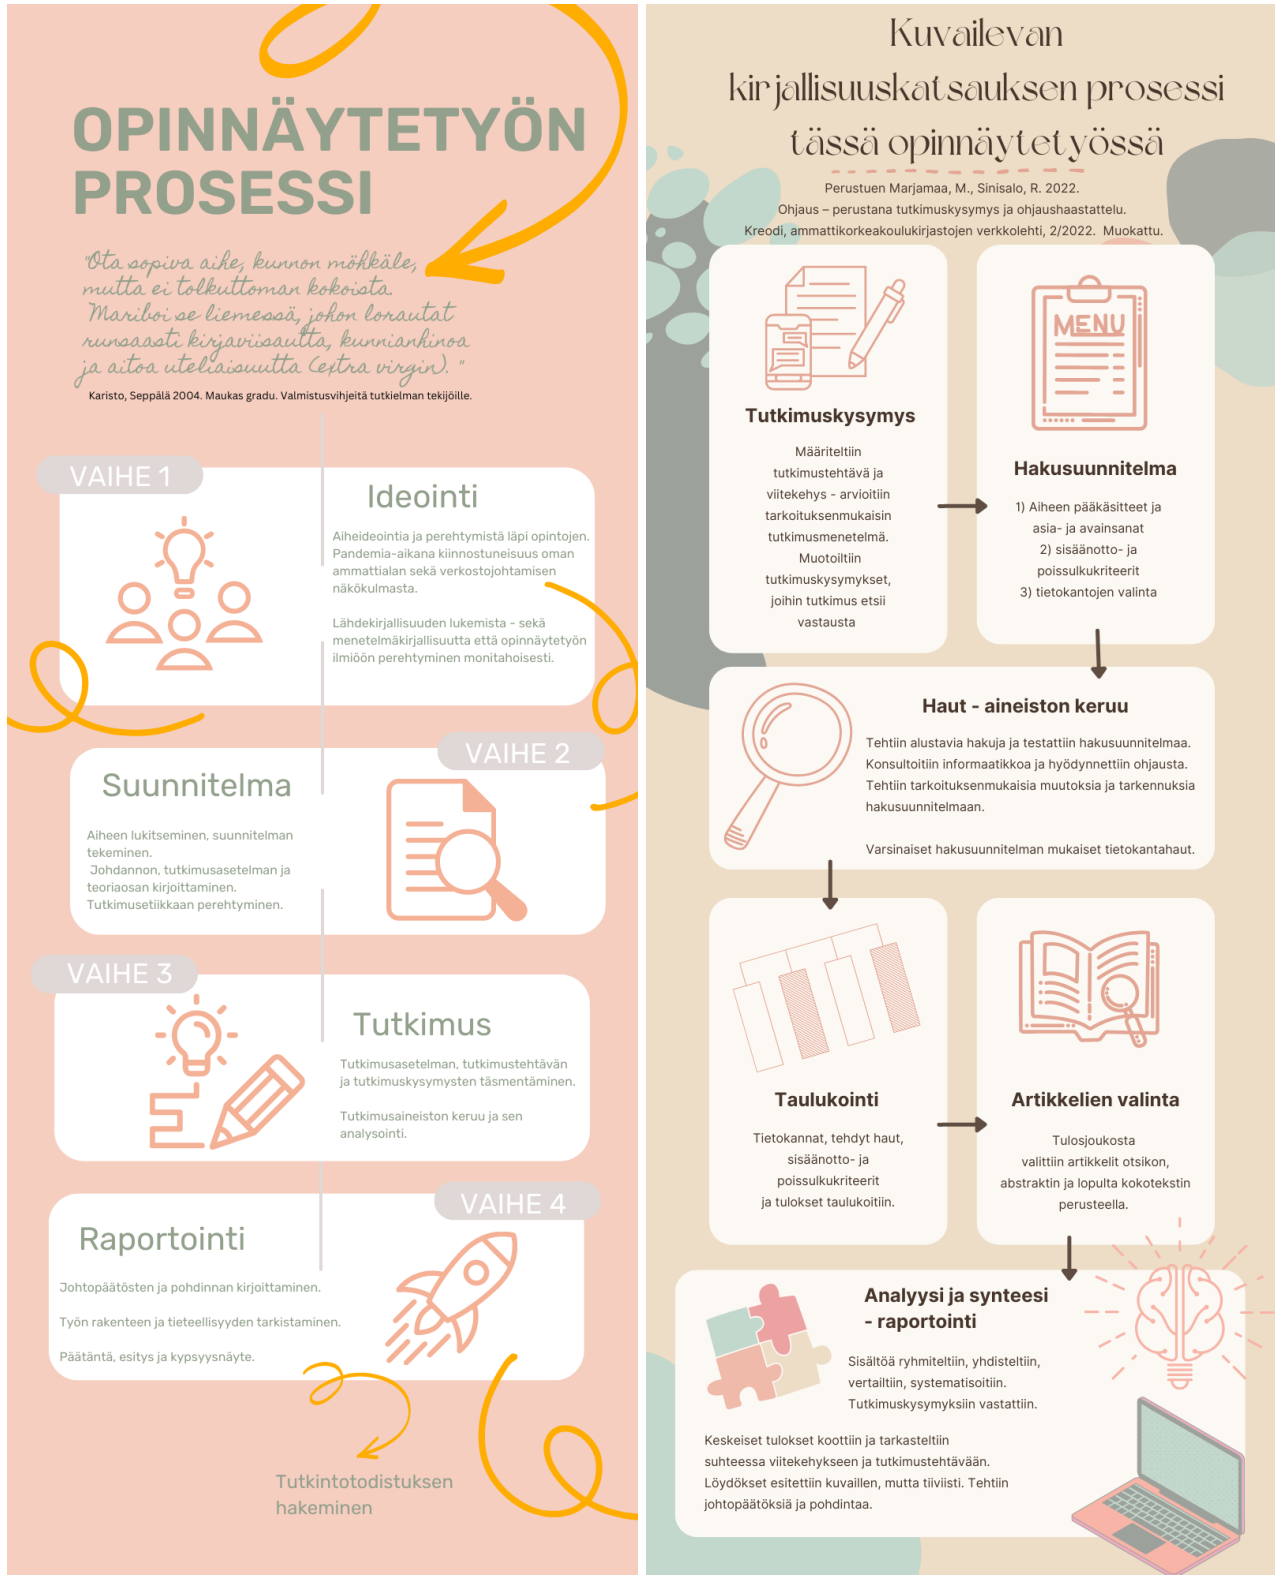 OPINNÄYTETYÖN
PROSESSI
"Ota sopiva aihe, kunnon möhkäle,
mutta ei tolkuttoman kokoista.
Marinoi se liemessä, johon lorautat
runsaasti kirjaviisautta, kunnianhimoa
ja aitoa uteliaisuutta (extra virgin). "
Karisto, Seppälä 2004. Maukas gradu. Valmistusvihjeitä tutkielman tekijöille.
VAIHE 1
Ideointi
Aiheideointia ja perehtymistä läpi opintojen.
Pandemia-aikana kiinnostuneisuus oman
ammattialan sekä verkostojohtamisen
näkökulmasta.
Lähdekirjallisuuden lukemista - sekä
menetelmäkirjallisuutta että opinnäytetyön
ilmiöön perehtyminen monitahoisesti.
VAIHE 2
Suunnitelma
Aiheen lukitseminen, suunnitelman
tekeminen.
Johdannon, tutkimusasetelman ja
teoriaosan kirjoittaminen.
Tutkimusetiikkaan perehtyminen.
VAIHE 3
Tutkimus
Tutkimusasetelman, tutkimustehtävän
ja tutkimuskysymysten täsmentäminen.
Tutkimusaineiston keruu ja sen
analysointi.
VAIHE 4
Raportointi
Johtopäätösten ja pohdinnan kirjoittaminen.
Työn rakenteen ja tieteellisyyden tarkistaminen.
Päätäntä, esitys ja kypsyysnäyte.
Tutkintotodistuksen
hakeminen
Kuvailevan
kirjallisuuskatsauksen prosessi
tässä opinnäytetyössä
Perustuen Marjamaa, M., Sinisalo, R. 2022.
Ohjaus – perustana tutkimuskysymys ja ohjaushaastattelu.
Kreodi, ammattikorkeakoulukirjastojen verkkolehti, 2/2022. Muokattu.
Tutkimuskysymys
Määriteltiin
tutkimustehtävä ja
viitekehys - arvioitiin
tarkoituksenmukaisin
tutkimusmenetelmä.
Muotoiltiin
tutkimuskysymykset,
joihin tutkimus etsii
vastausta
MENU
Hakusuunnitelma
1) Aiheen pääkäsitteet ja
asia- ja avainsanat
2) sisäänotto- ja
poissulkukriteerit
3) tietokantojen valinta
Haut - aineiston keruu
Tehtiin alustavia hakuja ja testattiin hakusuunnitelmaa.
Konsultoitiin informaatikkoa ja hyödynnettiin ohjausta.
Tehtiin tarkoituksenmukaisia muutoksia ja tarkennuksia
hakusuunnitelmaan.
Varsinaiset hakusuunnitelman mukaiset tietokantahaut.
Taulukointi
Tietokannat, tehdyt haut,
sisäänotto- ja
poissulkukriteerit
ja tulokset taulukoitiin.
Artikkelien valinta
Tulosjoukosta
valittiin artikkelit otsikon,
abstraktin ja lopulta kokotekstin
perusteella.
Analyysi ja synteesi
- raportointi
Sisältöä ryhmiteltiin, yhdisteltiin,
vertailtiin, systematisoitiin.
Tutkimuskysymyksiin vastattiin.
Keskeiset tulokset koottiin ja tarkasteltiin
suhteessa viitekehykseen ja tutkimustehtävään.
Löydökset esitettiin kuvaillen, mutta tiiviisti. Tehtiin
johtopäätöksiä ja pohdintaa.